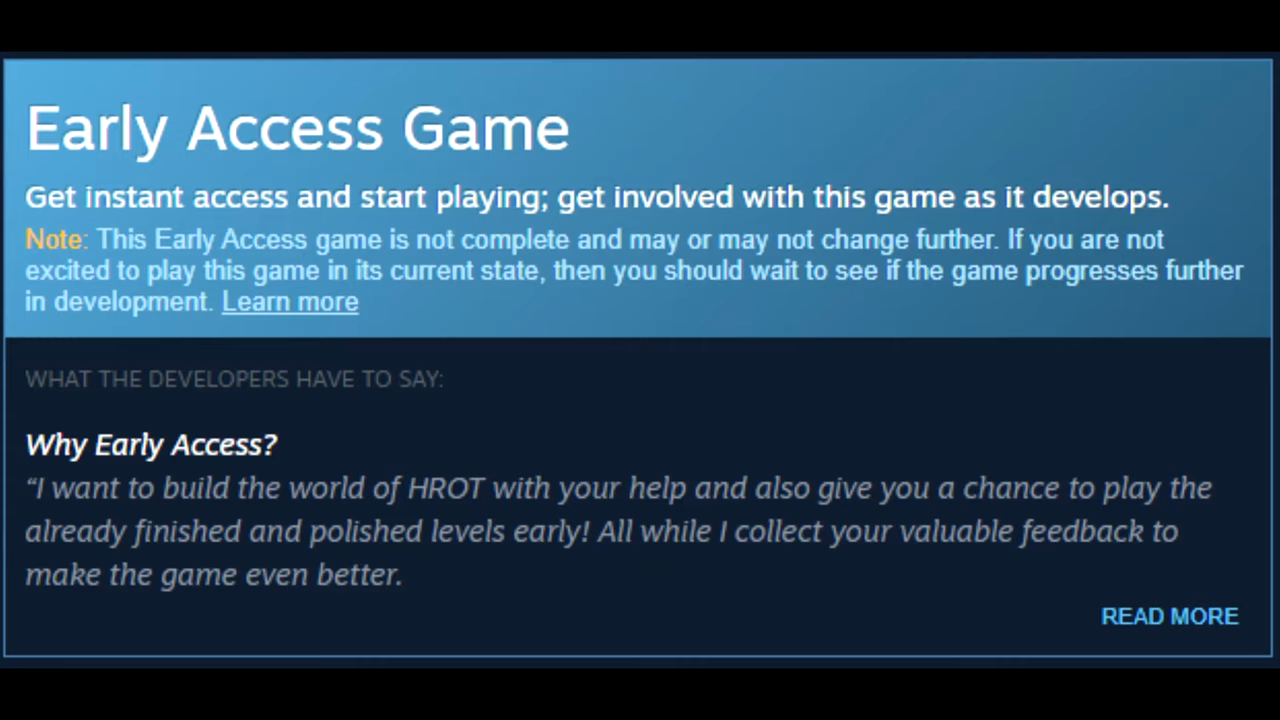 Early Access Game
Get instant access and start playing; get involved with this game as it develops.
Note: This Early Access game is not complete and may or may not change further. If you are not
excited to play this game in its current state, then you should wait to see if the game progresses further
in development. Learn more
WHAT THE DEVELOPERS HAVE TO SAY:
Why Early Access?
“I want to build the world of HROT with your help and also give you a chance to play the
already finished and polished levels early! All while I collect your valuable feedback to
make the game even better.
READ MORE